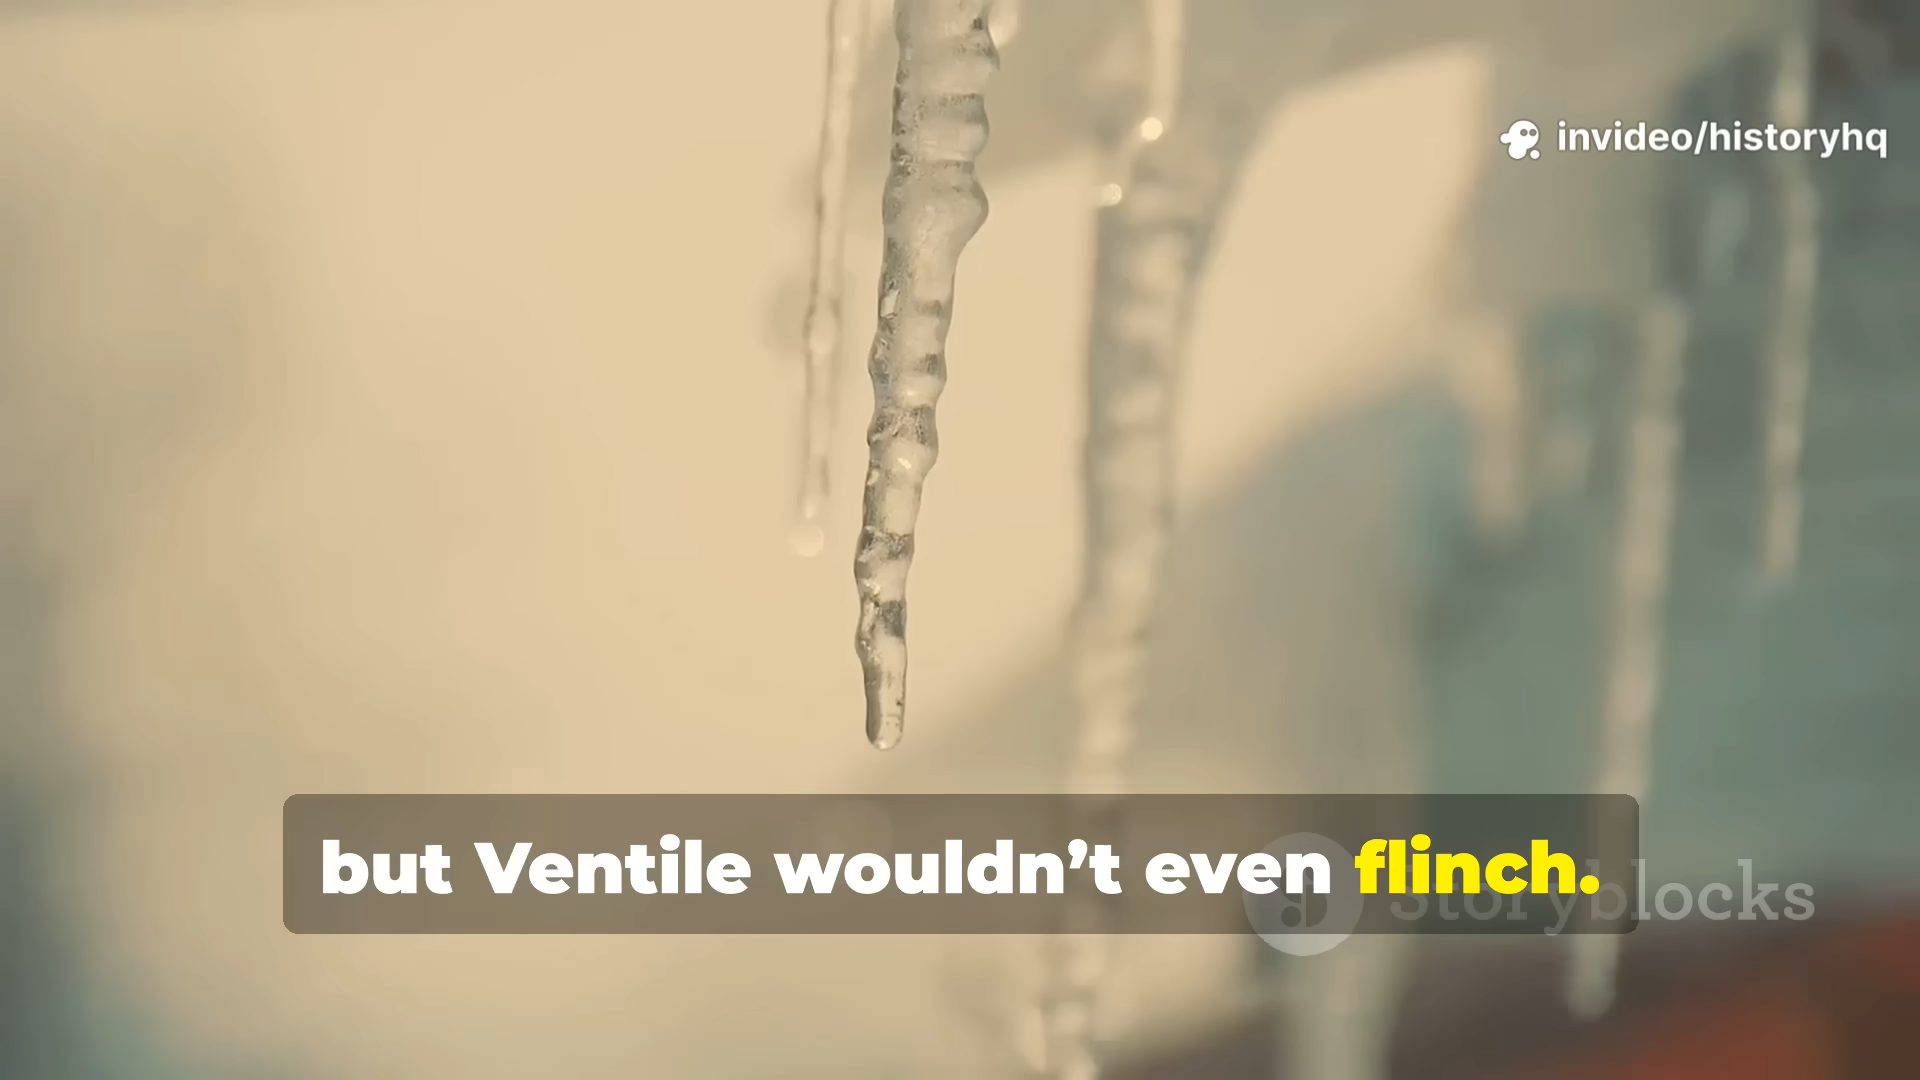 invideo/historyhq
but Ventile wouldn’t even flinch.
Storyblocks